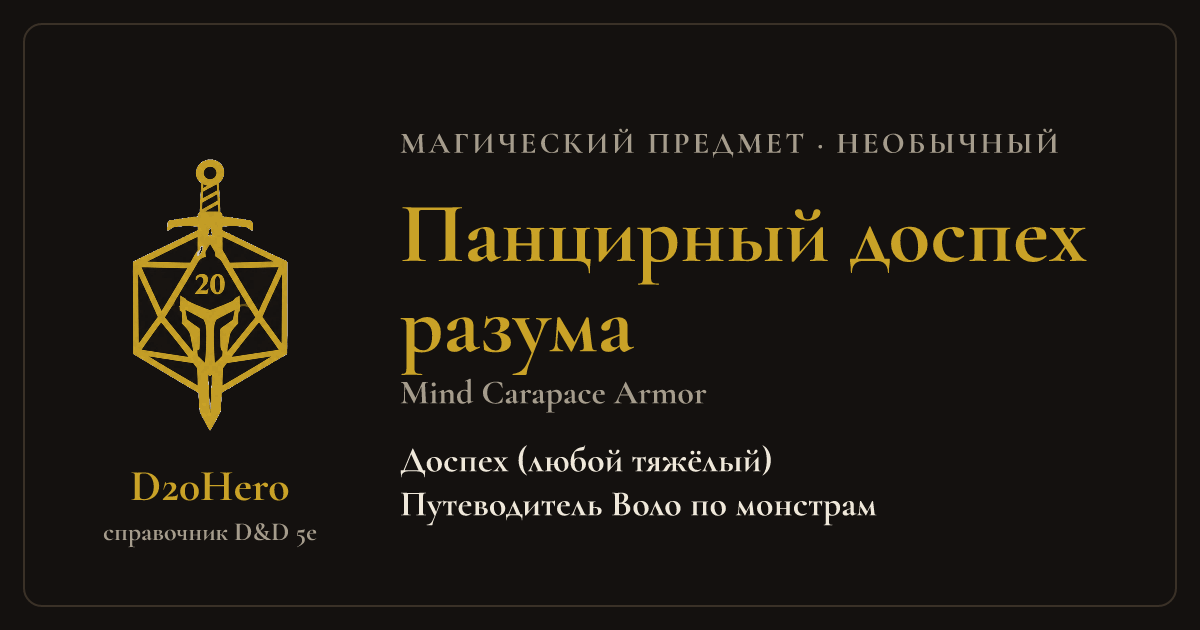 МАГИЧЕСКИЙ ПРЕДМЕТ · НЕОБЫЧНЫЙ
Панцирный доспех
разума
Mind Carapace Armor
Доспех (любой тяжёлый)
Путеводитель Воло по монстрам
20
D20Hero
справочник D&D 5e